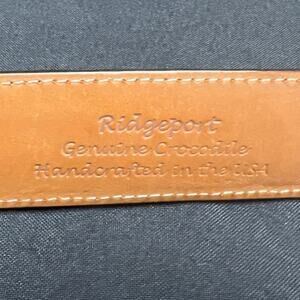 Ridgeport
Genuine Crocodile
Handcrafted in the USA